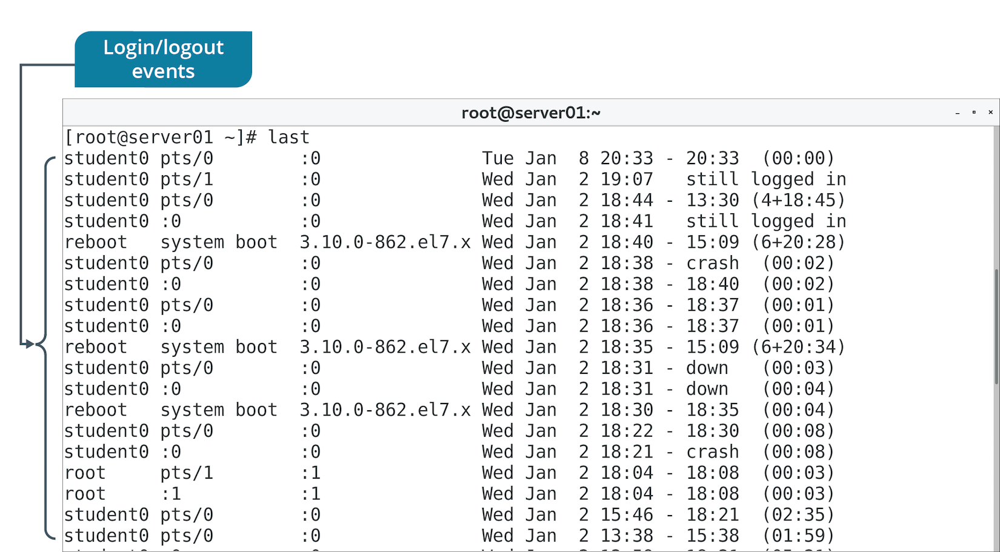 Login/logout
events
root@server01:~
[root@server01 ~]# last
student0 pts/0        :0               Tue Jan  8 20:33 - 20:33  (00:00)
student0 pts/1        :0               Wed Jan  2 19:07   still logged in
student0 pts/0        :0               Wed Jan  2 18:44 - 13:30 (4+18:45)
student0 :0           :0               Wed Jan  2 18:41   still logged in
reboot   system boot  3.10.0-862.el7.x Wed Jan  2 18:40 - 15:09 (6+20:28)
student0 pts/0        :0               Wed Jan  2 18:38 - crash  (00:02)
student0 :0           :0               Wed Jan  2 18:38 - 18:40  (00:02)
student0 pts/0        :0               Wed Jan  2 18:36 - 18:37  (00:01)
student0 :0           :0               Wed Jan  2 18:36 - 18:37  (00:01)
reboot   system boot  3.10.0-862.el7.x Wed Jan  2 18:35 - 15:09 (6+20:34)
student0 pts/0        :0               Wed Jan  2 18:31 - down   (00:03)
student0 :0           :0               Wed Jan  2 18:31 - down   (00:04)
reboot   system boot  3.10.0-862.el7.x Wed Jan  2 18:30 - 18:35  (00:04)
student0 pts/0        :0               Wed Jan  2 18:22 - 18:30  (00:08)
student0 :0           :0               Wed Jan  2 18:21 - crash  (00:08)
root     pts/1        :1               Wed Jan  2 18:04 - 18:08  (00:03)
root     :1           :1               Wed Jan  2 18:04 - 18:08  (00:03)
student0 pts/0        :0               Wed Jan  2 15:46 - 18:21  (02:35)
student0 pts/0        :0               Wed Jan  2 13:38 - 15:38  (01:59)